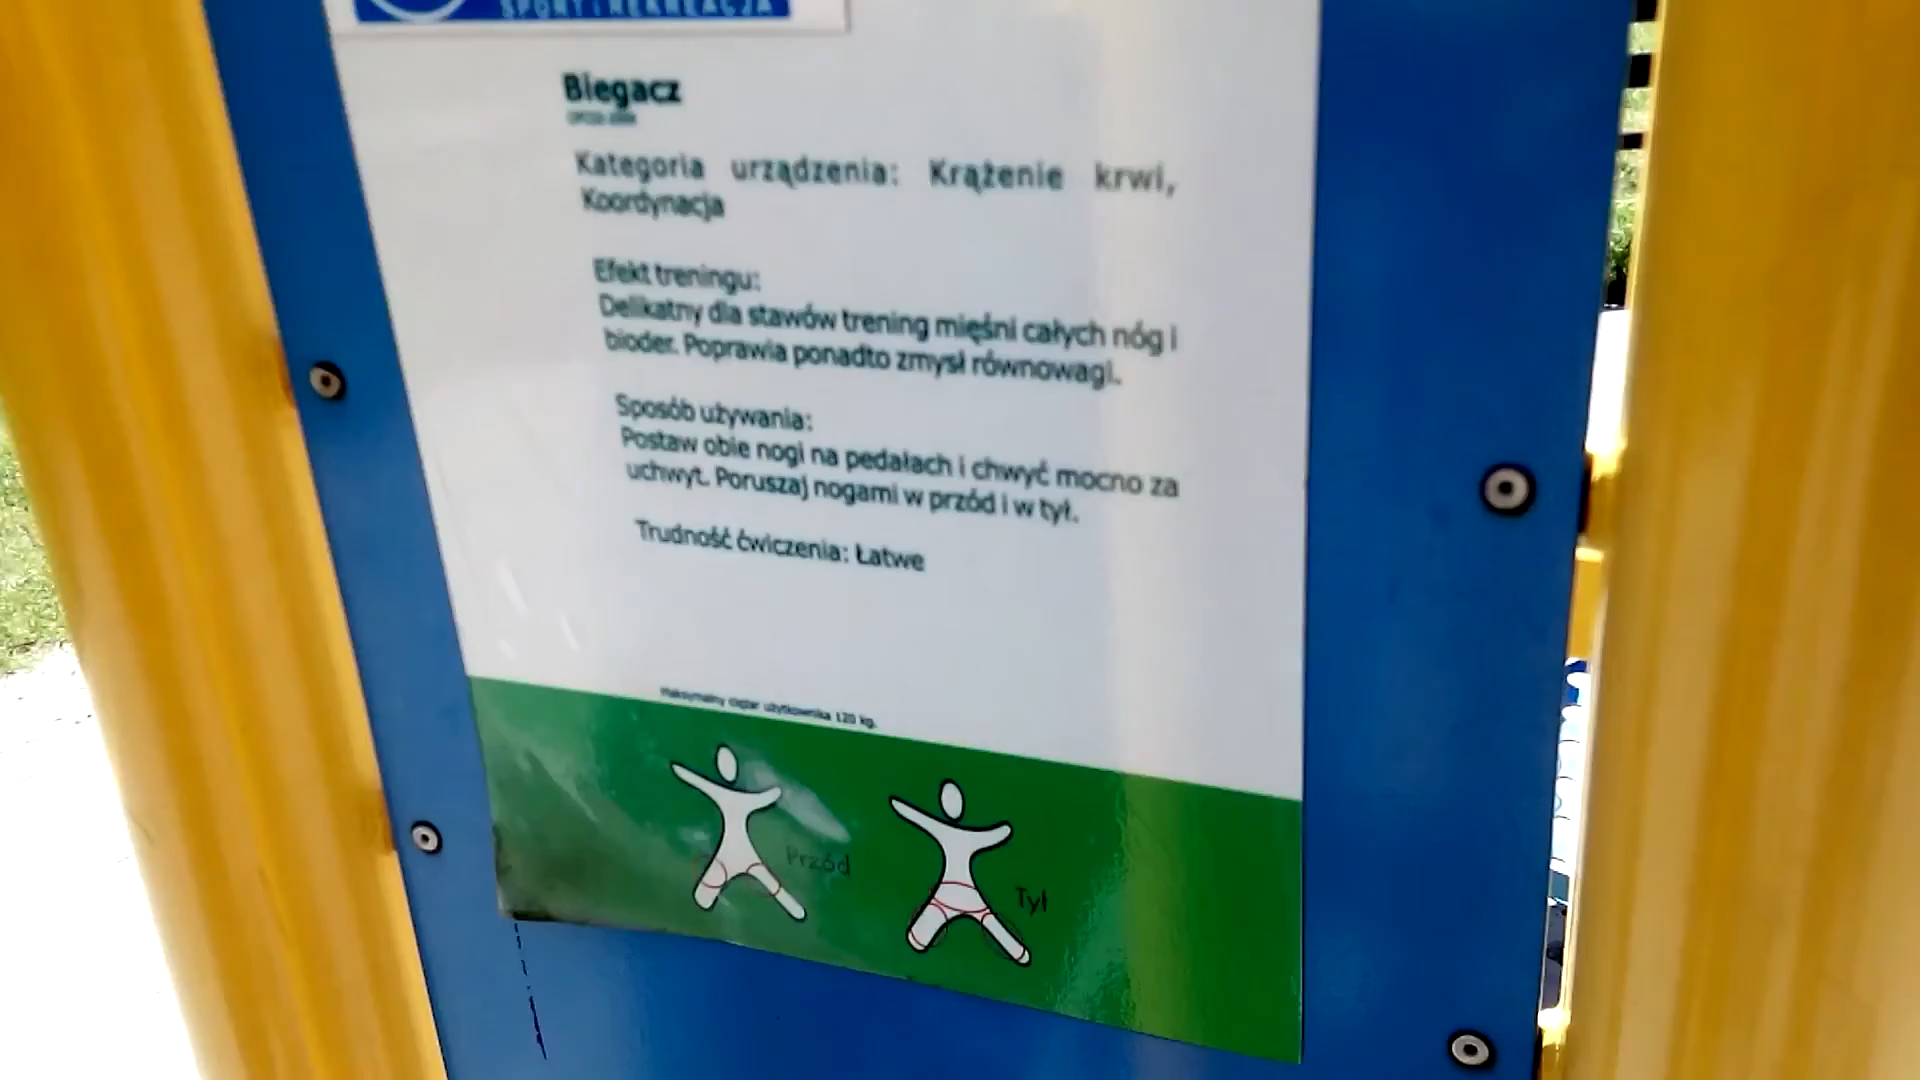 SPORT i REKREACJA
Biegacz
Kategoria urządzenia: Krążenie krwi,
Koordynacja
Efekt treningu:
Delikatny dla stawów trening mięśni całych nóg i
bioder. Poprawia ponadto zmysł równowagi.
Sposób używania:
Postaw obie nogi na pedałach i chwyć mocno za
uchwyt. Poruszaj nogami w przód i w tył.
Trudność ćwiczenia: Łatwe
Maksymalny ciężar użytkownika 120 kg.
Przód
Tył